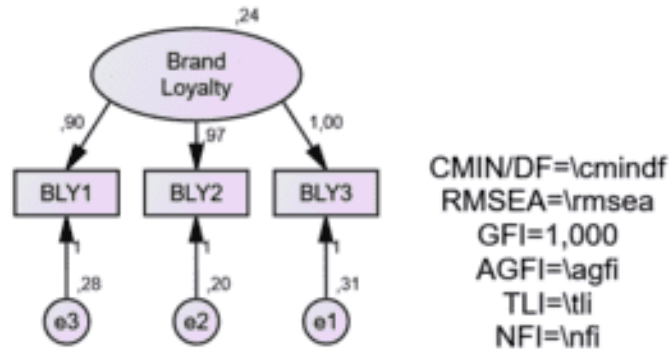 ,24
Brand
Loyalty
,90
,97
1,00
BLY1
BLY2
BLY3
1
1
1
,28
,20
,31
e3
e2
e1
CMIN/DF=\cmindf
RMSEA=\rmsea
GFI=1,000
AGFI=\agfi
TLI=\tli
NFI=\nfi